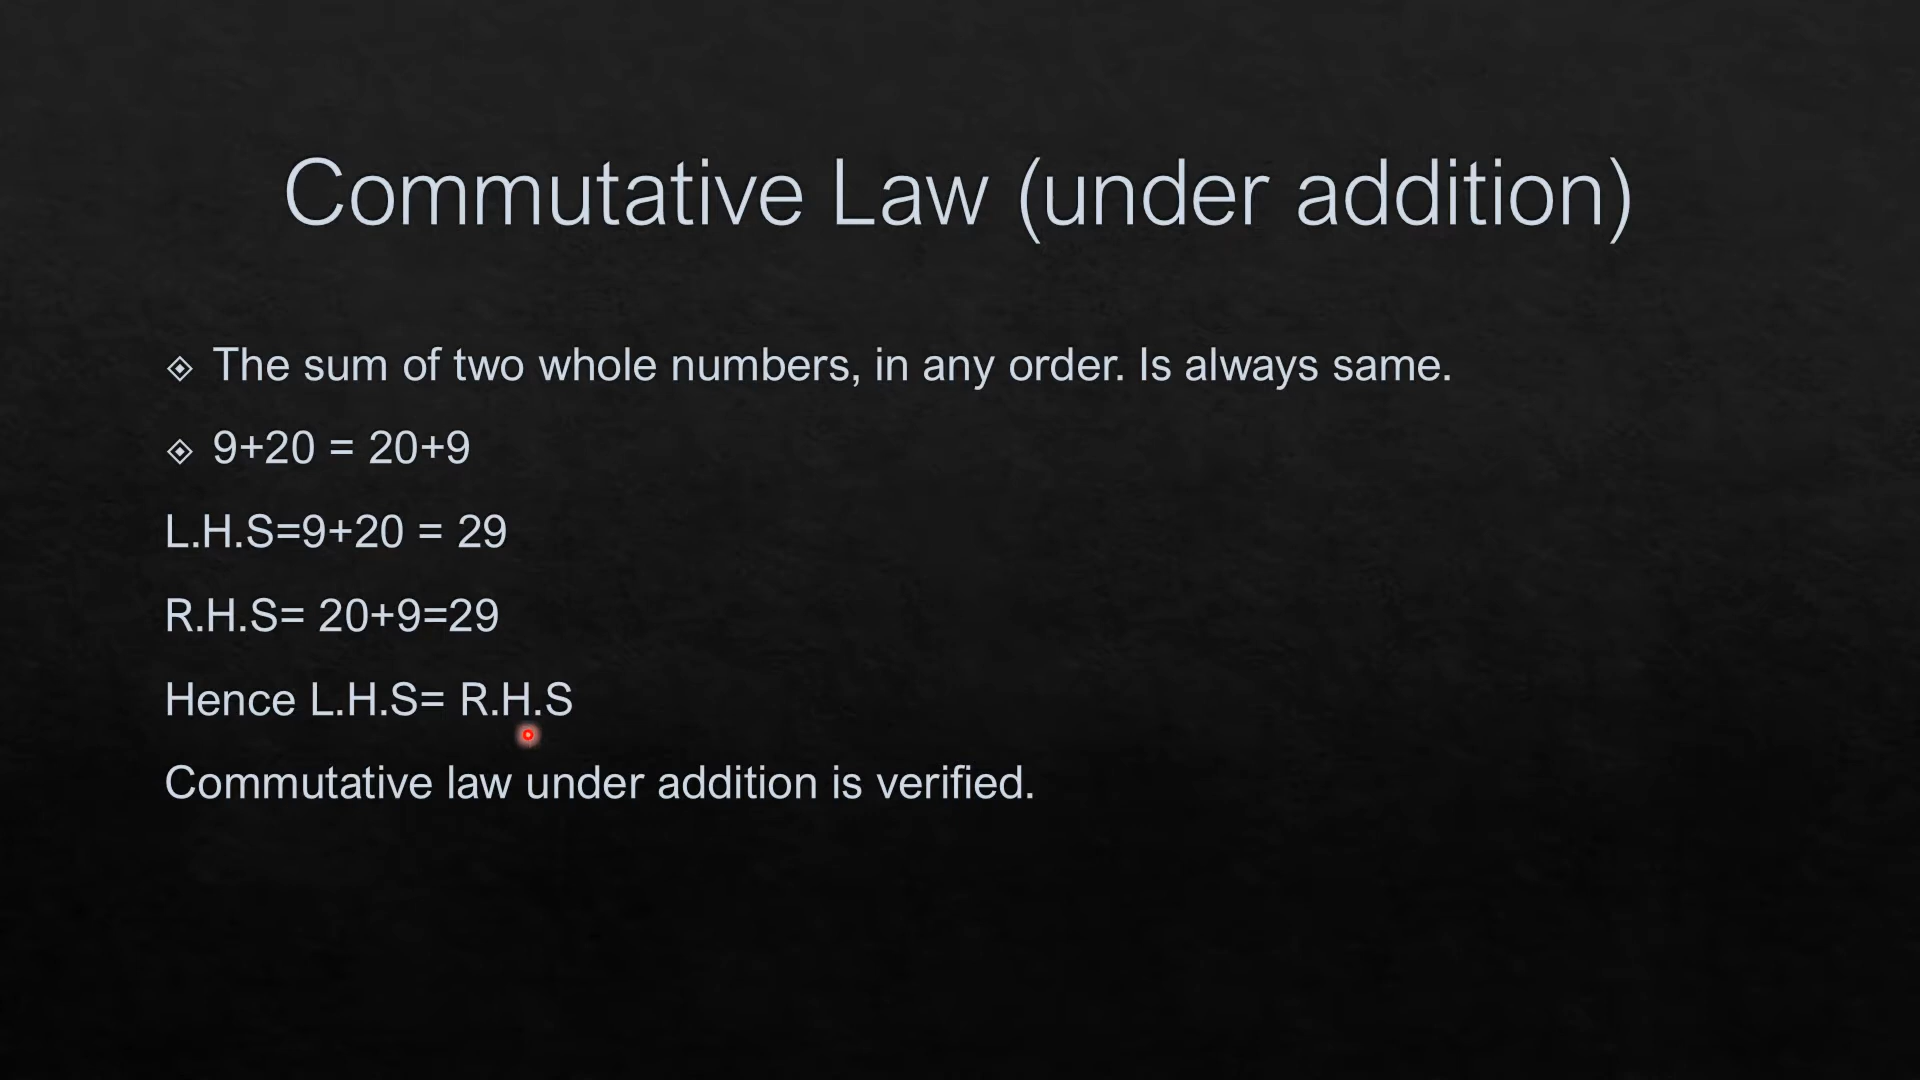 Commutative Law (under addition)
The sum of two whole numbers, in any order. Is always same.
9+20 = 20+9
L.H.S=9+20 = 29
R.H.S= 20+9=29
Hence L.H.S= R.H.S
Commutative law under addition is verified.